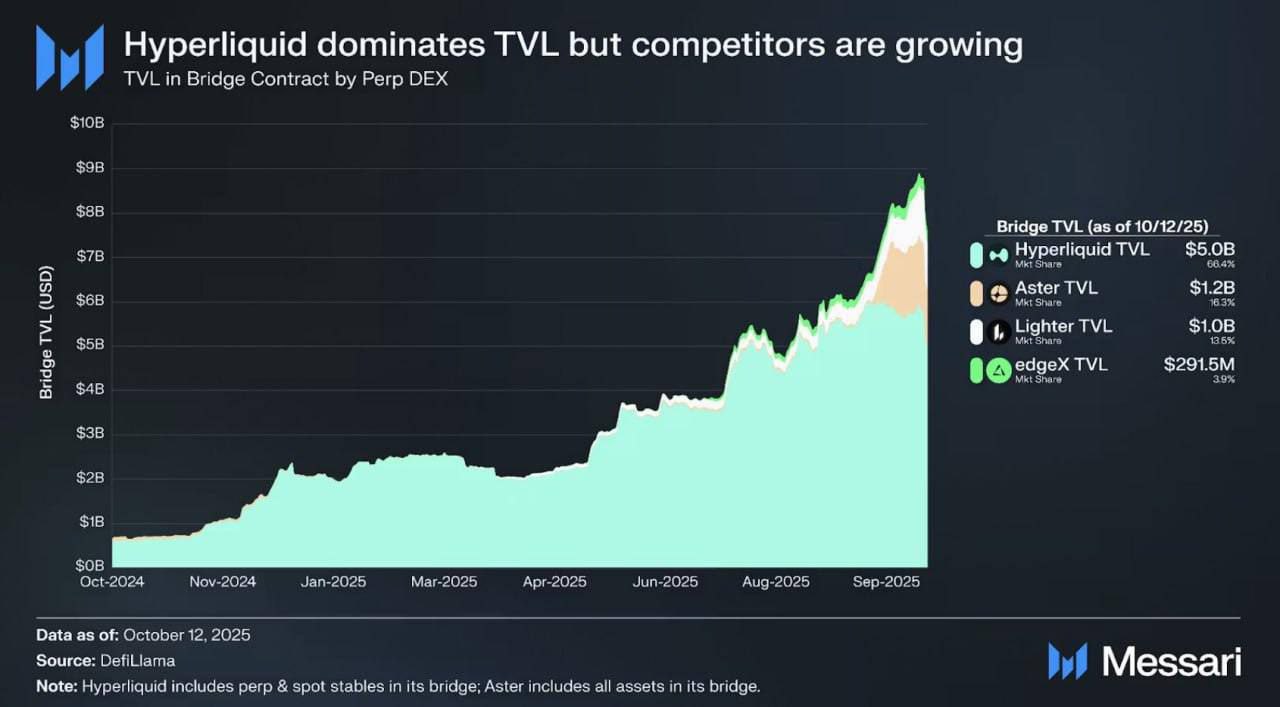 Hyperliquid dominates TVL but competitors are growing
TVL in Bridge Contract by Perp DEX
Bridge TVL (USD)
$10B
$9B
$8B
$7B
$6B
$5B
$4B
$3B
$2B
$1B
$0B
Oct-2024 Nov-2024 Jan-2025 Mar-2025 Apr-2025 Jun-2025 Aug-2025 Sep-2025
Bridge TVL (as of 10/12/25)
Hyperliquid TVL $5.0B
Mkt Share 66.4%
Aster TVL $1.2B
Mkt Share 16.3%
Lighter TVL $1.0B
Mkt Share 13.5%
edgeX TVL $291.5M
Mkt Share 3.9%
Data as of: October 12, 2025
Source: DefiLlama
Note: Hyperliquid includes perp & spot stables in its bridge; Aster includes all assets in its bridge.
Messari